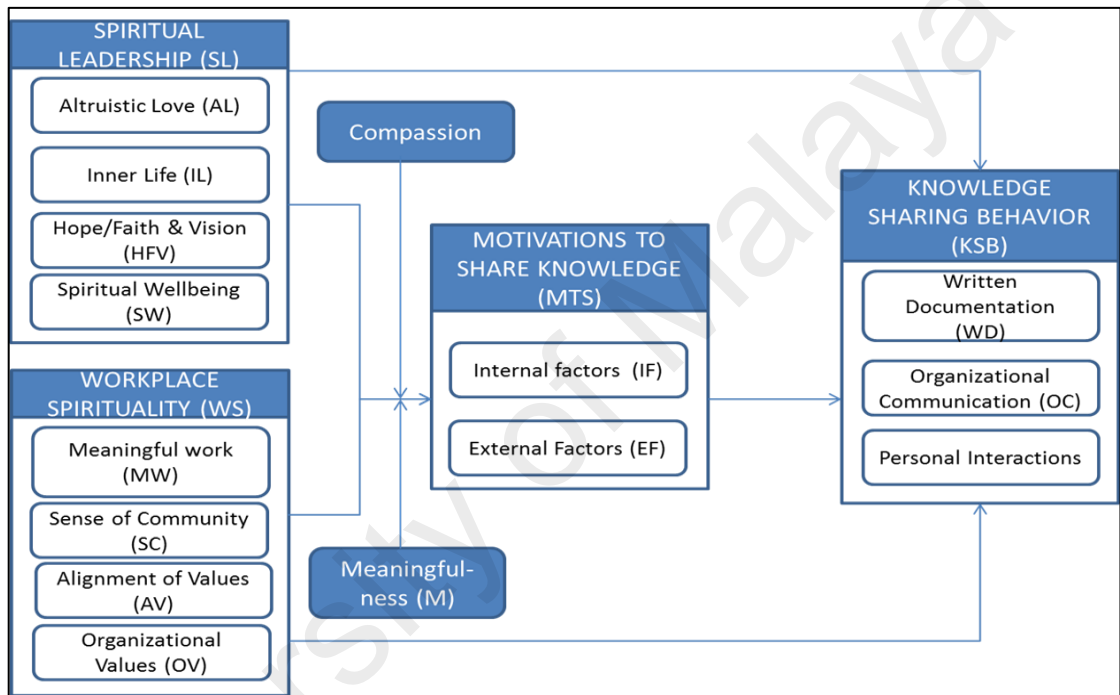 SPIRITUAL
LEADERSHIP (SL)
Altruistic Love (AL)
Inner Life (IL)
Hope/Faith & Vision
(HFV)
Spiritual Wellbeing
(SW)
WORKPLACE
SPIRITUALITY (WS)
Meaningful work
(MW)
Sense of Community
(SC)
Alignment of Values
(AV)
Organizational
Values (OV)
Compassion
Meaningful-
ness (M)
MOTIVATIONS TO
SHARE KNOWLEDGE
(MTS)
Internal factors (IF)
External Factors (EF)
KNOWLEDGE
SHARING BEHAVIOR
(KSB)
Written
Documentation
(WD)
Organizational
Communication (OC)
Personal Interactions
rsity of Malaya